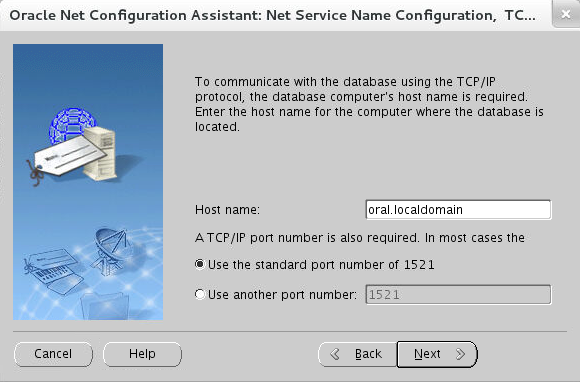 Oracle Net Configuration Assistant: Net Service Name Configuration, TC...
To communicate with the database using the TCP/IP
protocol, the database computer's host name is required.
Enter the host name for the computer where the database is
located.
Host name: oral.localdomain
A TCP/IP port number is also required. In most cases the
Use the standard port number of 1521
Use another port number: 1521
Cancel Help Back Next